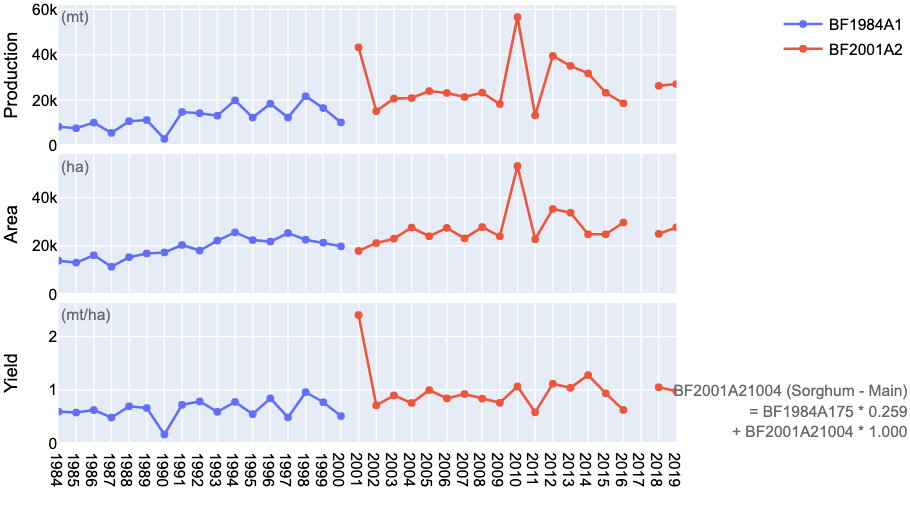 60k
(mt)
40k
20k
0
Production
BF1984A1
BF2001A2
(ha)
40k
20k
0
Area
(mt/ha)
2
1
0
Yield
BF2001A21004 (Sorghum - Main)
= BF1984A175 * 0.259
+ BF2001A21004 * 1.000
1984
1985
1986
1987
1988
1989
1990
1991
1992
1993
1994
1995
1996
1997
1998
1999
2000
2001
2002
2003
2004
2005
2006
2007
2008
2009
2010
2011
2012
2013
2014
2015
2016
2017
2018
2019